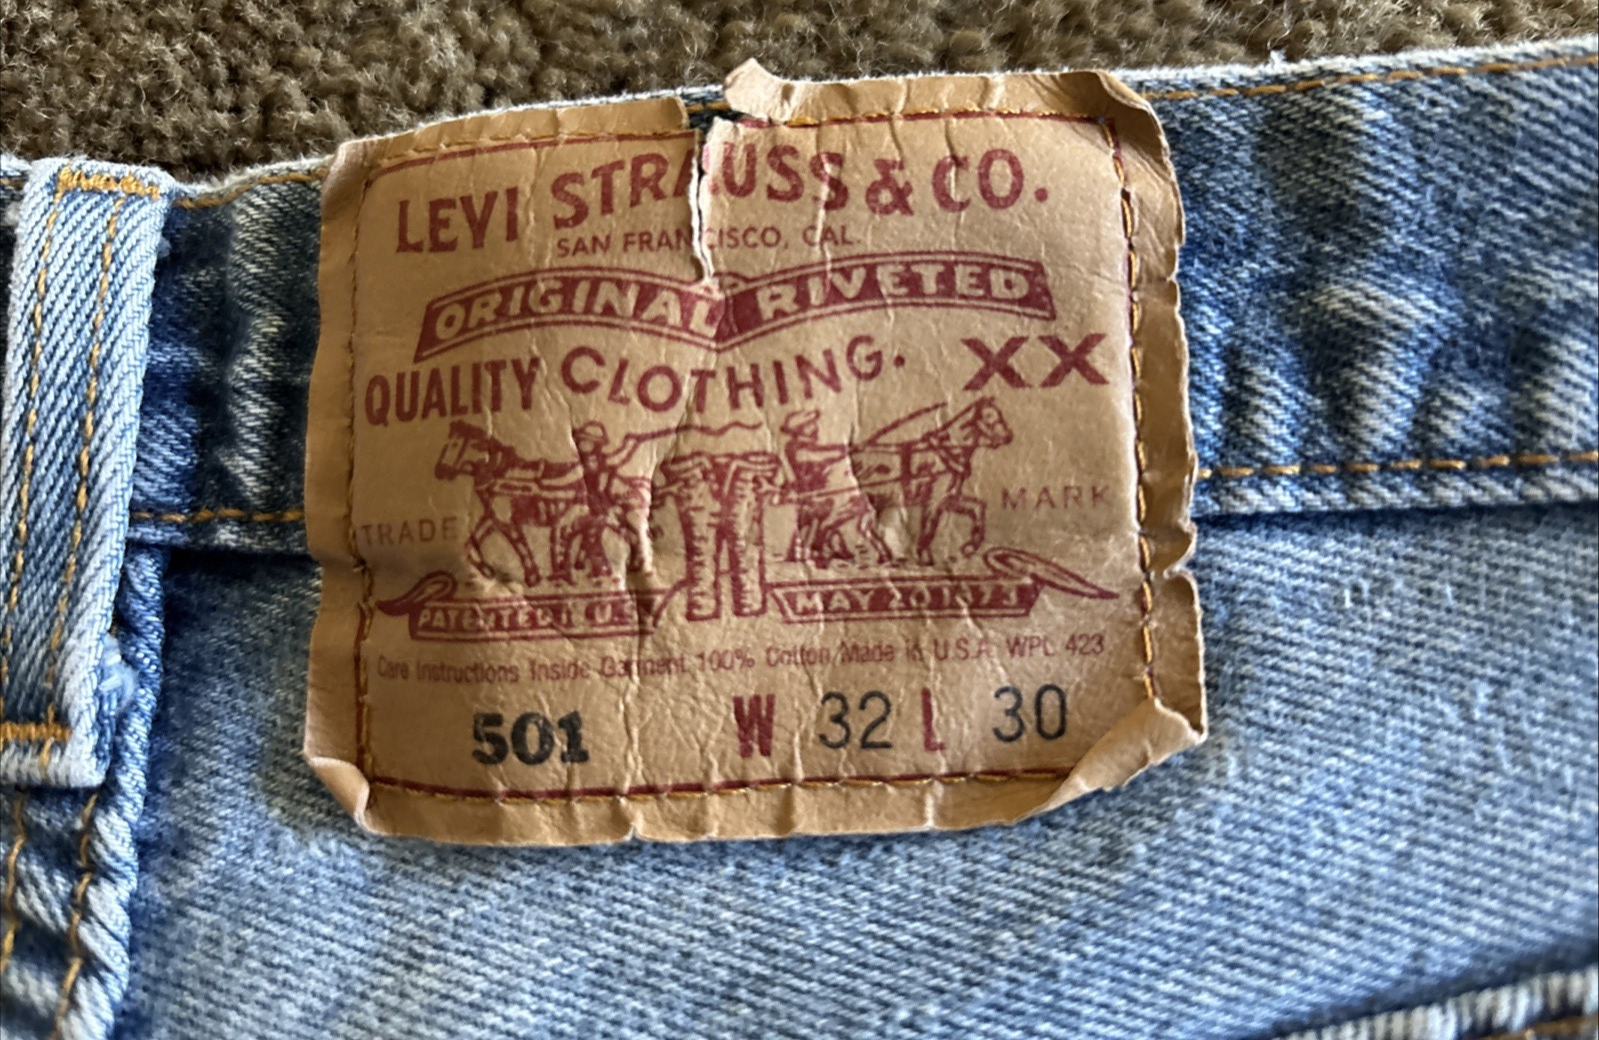 LEVI STRAUSS & CO.
SAN FRANCISCO, CAL.
ORIGINAL RIVETED
QUALITY CLOTHING. XX
TRADE MARK
PATENTED IN U.S. MAY 20 1873
Care Instructions Inside Garment 100% Cotton Made in U.S.A. WPL 423
501 W 32 L 30